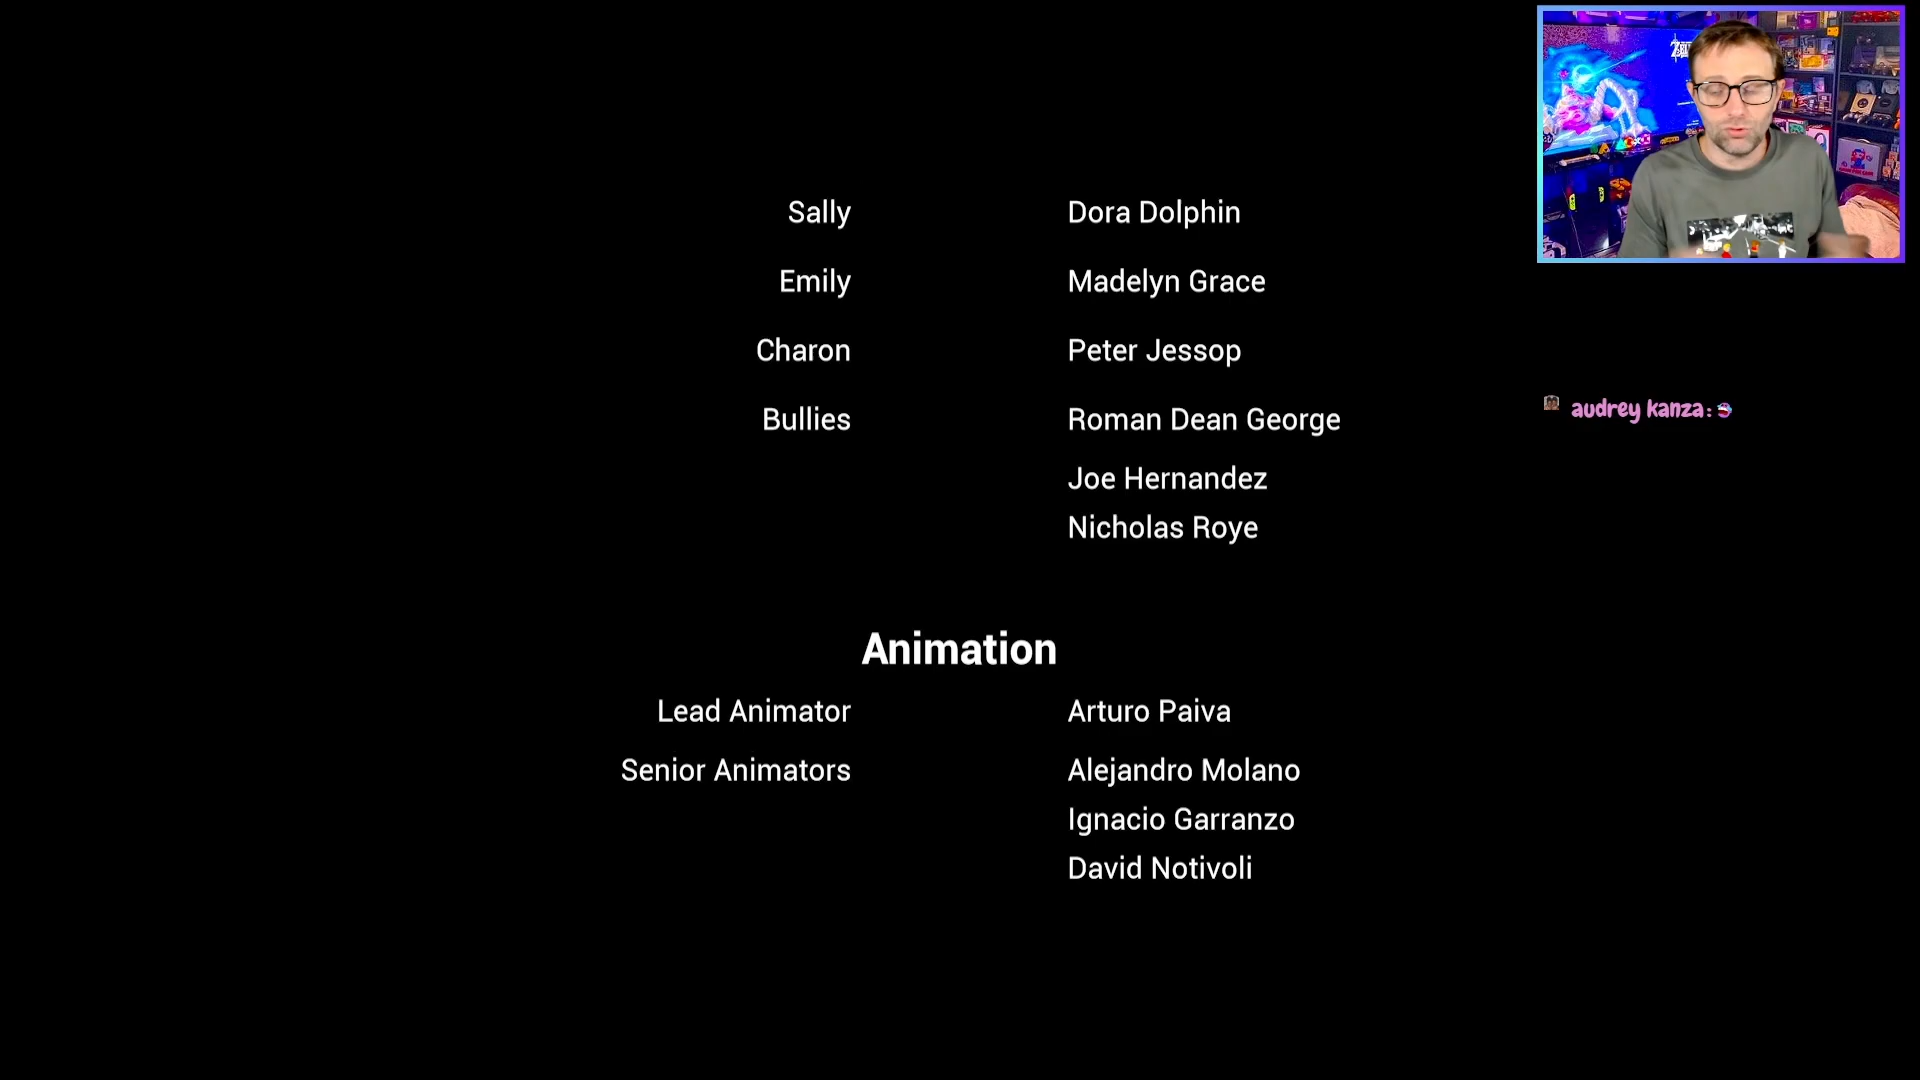 Sally Dora Dolphin
Emily Madelyn Grace
Charon Peter Jessop
Bullies Roman Dean George
Joe Hernandez
Nicholas Roye
Animation
Lead Animator Arturo Paiva
Senior Animators Alejandro Molano
Ignacio Garranzo
David Notivoli
audrey kanza: